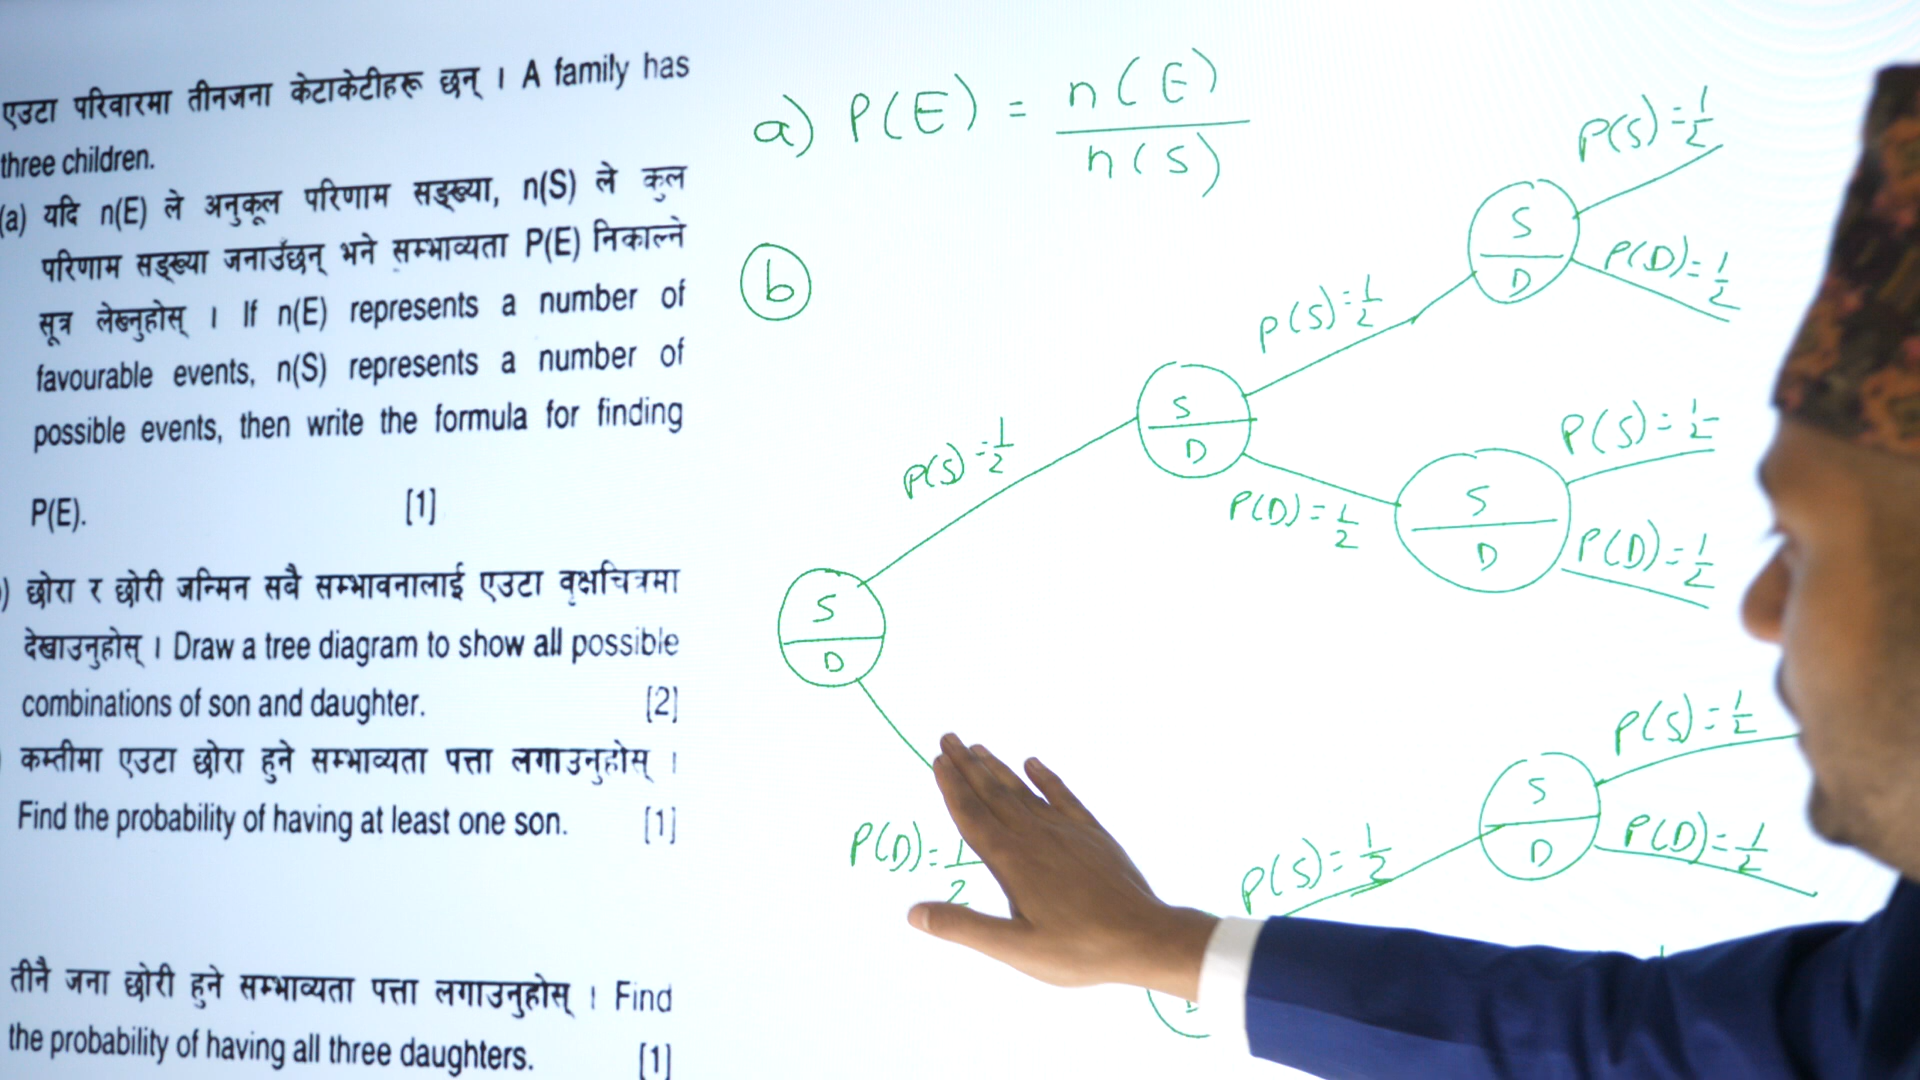 एउटा परिवारमा तीनजना केटाकेटीहरू छन् । A family has
three children.
(a) यदि n(E) ले अनुकूल परिणाम सङ्ख्या, n(S) ले कुल
परिणाम सङ्ख्या जनाउँछन् भने सम्भाव्यता P(E) निकाल्ने
सूत्र लेख्नुहोस् । If n(E) represents a number of
favourable events, n(S) represents a number of
possible events, then write the formula for finding
P(E). [1]
) छोरा र छोरी जन्मिन सबै सम्भावनालाई एउटा वृक्षचित्रमा
देखाउनुहोस् । Draw a tree diagram to show all possible
combinations of son and daughter. [2]
कम्तीमा एउटा छोरा हुने सम्भाव्यता पत्ता लगाउनुहोस् ।
Find the probability of having at least one son. [1]
तीनै जना छोरी हुने सम्भाव्यता पत्ता लगाउनुहोस् । Find
the probability of having all three daughters. [1]
a) P(E) = n(E)/n(S)
b
S
D
P(S)=1/2
P(D)=1/2
S
D
P(S)=1/2
P(D)=1/2
S
D
P(S)=1/2
P(D)=1/2
S
D
P(S)=1/2
P(D)=1/2
P(S)=1/2
S
D
P(S)=1/2
P(D)=1/2